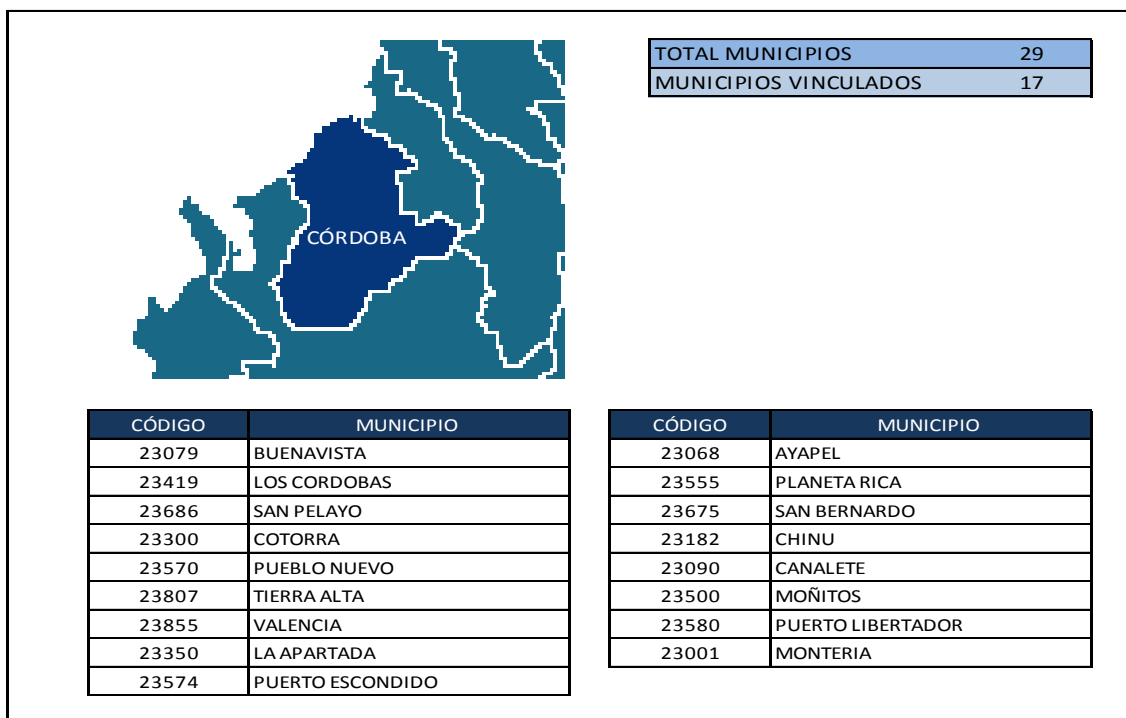 TOTAL MUNICIPIOS 29
MUNICIPIOS VINCULADOS 17
CÓRDOBA
CÓDIGO MUNICIPIO
23079 BUENAVISTA
23419 LOS CORDOBAS
23686 SAN PELAYO
23300 COTORRA
23570 PUEBLO NUEVO
23807 TIERRA ALTA
23855 VALENCIA
23350 LA APARTADA
23574 PUERTO ESCONDIDO
CÓDIGO MUNICIPIO
23068 AYAPEL
23555 PLANETA RICA
23675 SAN BERNARDO
23182 CHINU
23090 CANALETE
23500 MOÑITOS
23580 PUERTO LIBERTADOR
23001 MONTERIA